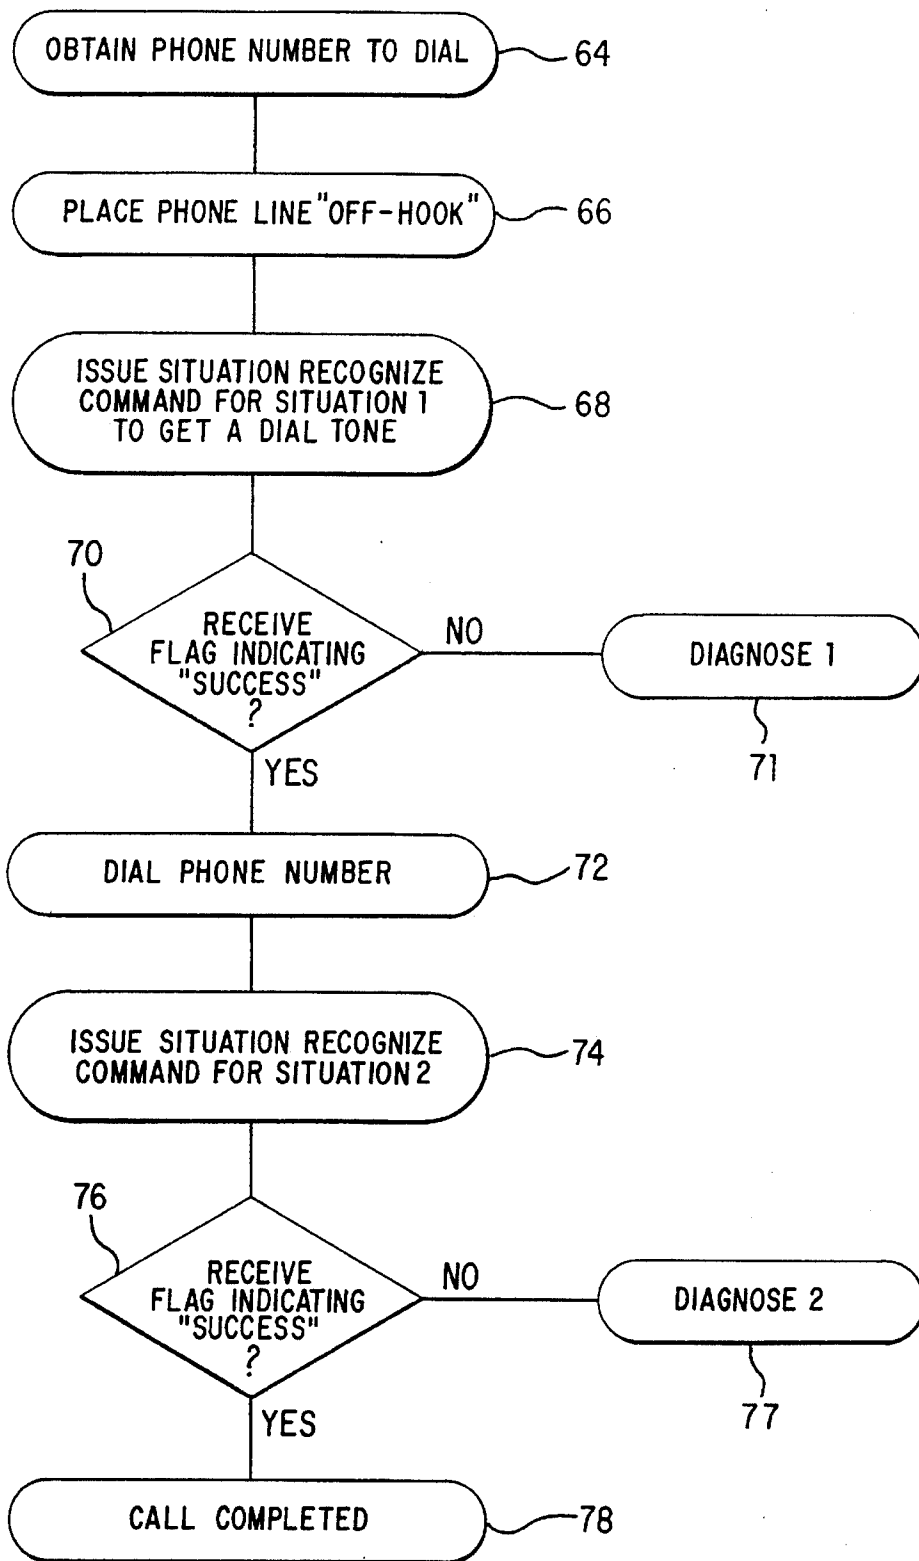 OBTAIN PHONE NUMBER TO DIAL
64
PLACE PHONE LINE "OFF-HOOK"
66
ISSUE SITUATION RECOGNIZE
COMMAND FOR SITUATION 1
TO GET A DIAL TONE
68
70
RECEIVE
FLAG INDICATING
"SUCCESS"
?
NO
DIAGNOSE 1
71
YES
DIAL PHONE NUMBER
72
ISSUE SITUATION RECOGNIZE
COMMAND FOR SITUATION 2
74
76
RECEIVE
FLAG INDICATING
"SUCCESS"
?
NO
DIAGNOSE 2
77
YES
CALL COMPLETED
78